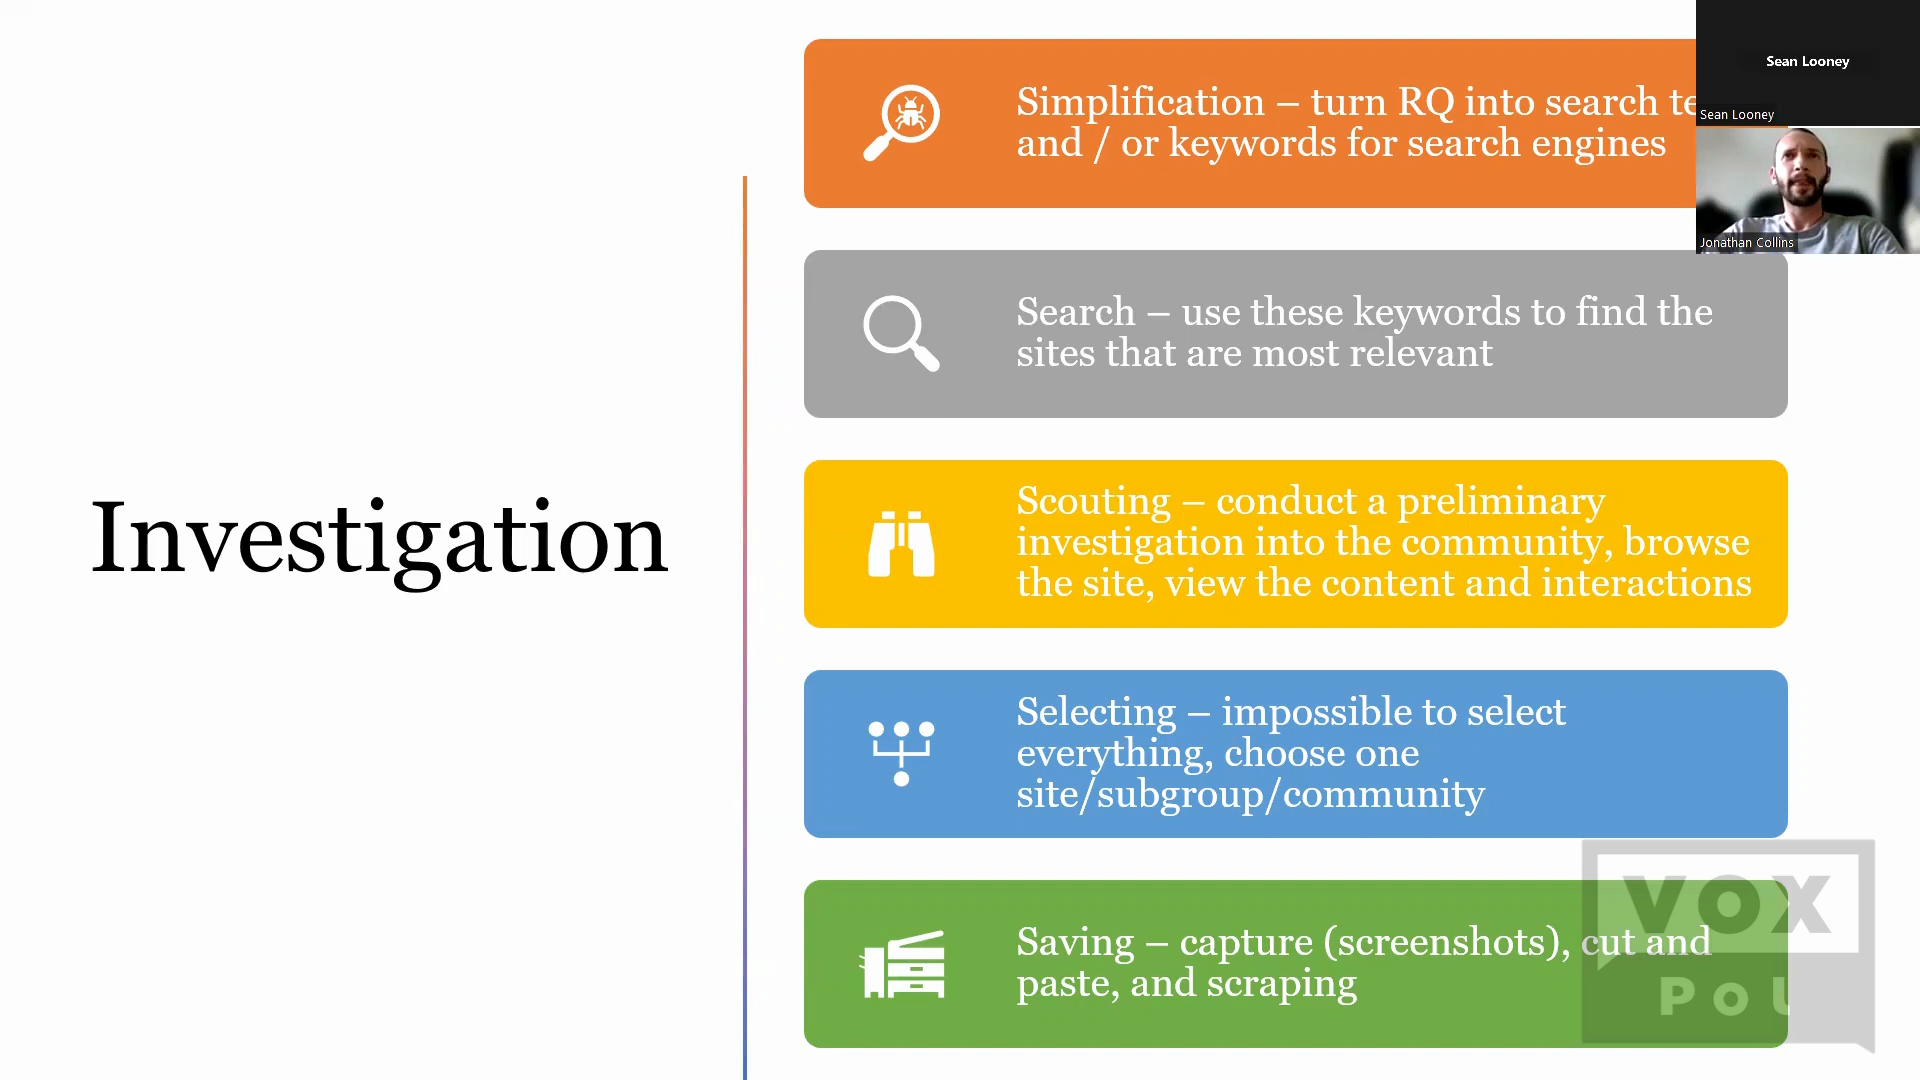 Investigation
Simplification – turn RQ into search
and / or keywords for search engines
Search – use these keywords to find the
sites that are most relevant
Scouting – conduct a preliminary
investigation into the community, browse
the site, view the content and interactions
Selecting – impossible to select
everything, choose one
site/subgroup/community
Saving – capture (screenshots), cut and
paste, and scraping
Sean Looney
Sean Looney
Jonathan Collins
VOX
Pol